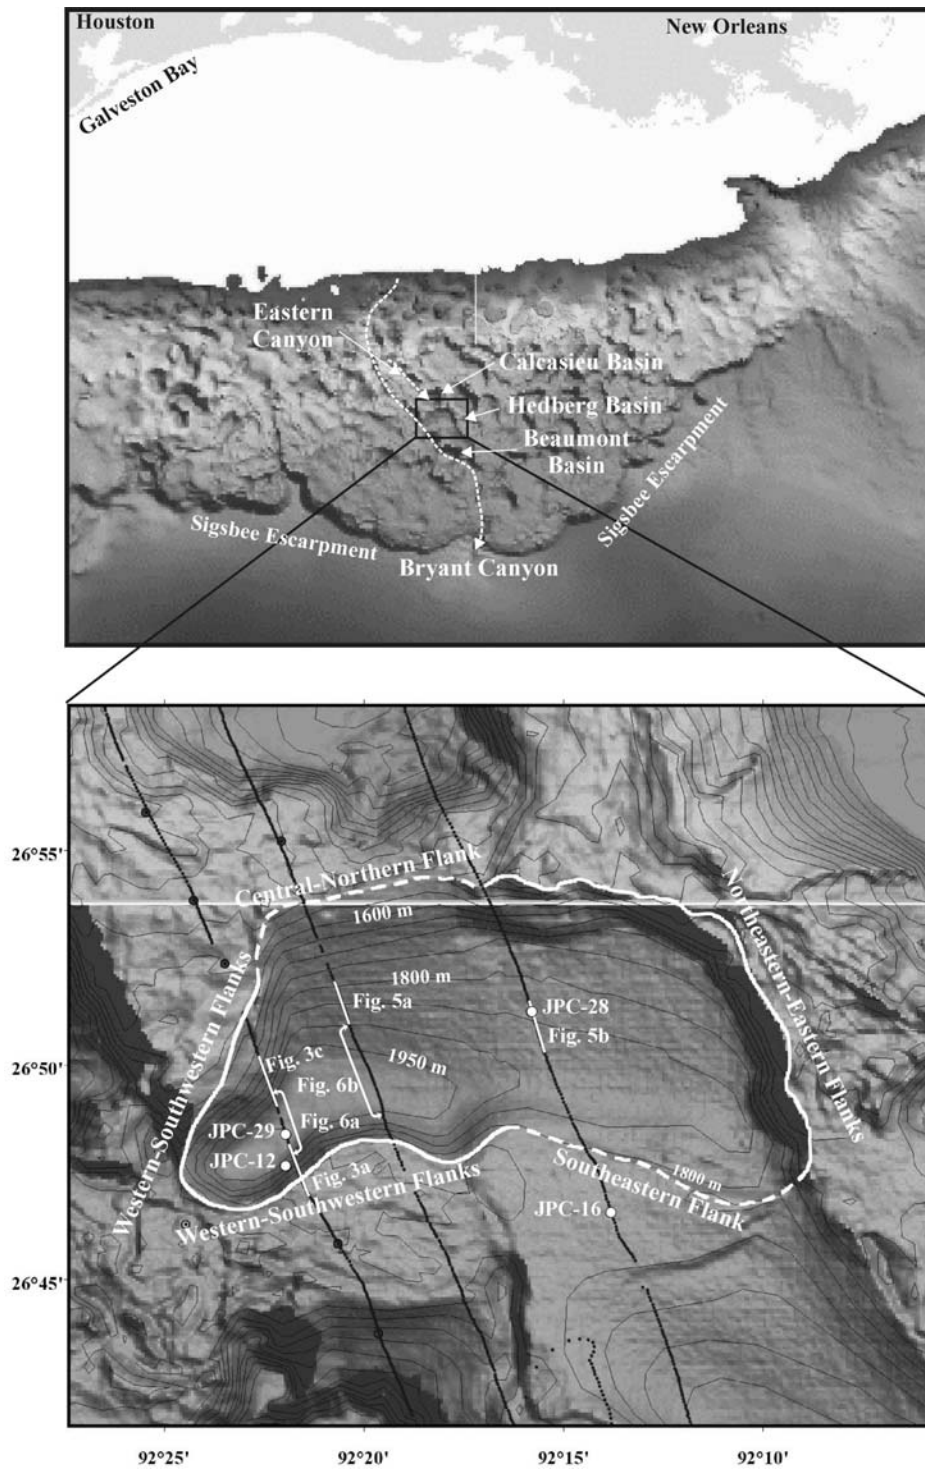 Houston
New Orleans
Galveston Bay
Eastern
Canyon
Calcasieu Basin
Hedberg Basin
Beaumont
Basin
Sigsbee Escarpment
Sigsbee Escarpment
Bryant Canyon
26°55'
26°50'
26°45'
Central-Northern Flank
Northeastern-Eastern Flanks
1600 m
1800 m
Fig. 5a
JPC-28
Fig. 5b
1950 m
Fig. 3c
Fig. 6b
Western-Southwestern Flanks
Fig. 6a
JPC-29
JPC-12
Fig. 3a
Western-Southwestern Flanks
Southeastern Flank
1800 m
JPC-16
92°25'
92°20'
92°15'
92°10'